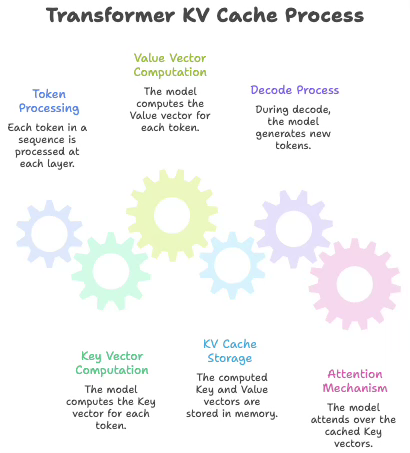 Transformer KV Cache Process
Value Vector
Computation
The model
computes the
Value vector for
each token.
Token
Processing
Each token in a
sequence is
processed at
each layer.
Decode Process
During decode,
the model
generates new
tokens.
Key Vector
Computation
The model
computes the Key
vector for each
token.
KV Cache
Storage
The computed
Key and Value
vectors are
stored in memory.
Attention
Mechanism
The model
attends over the
cached Key
vectors.